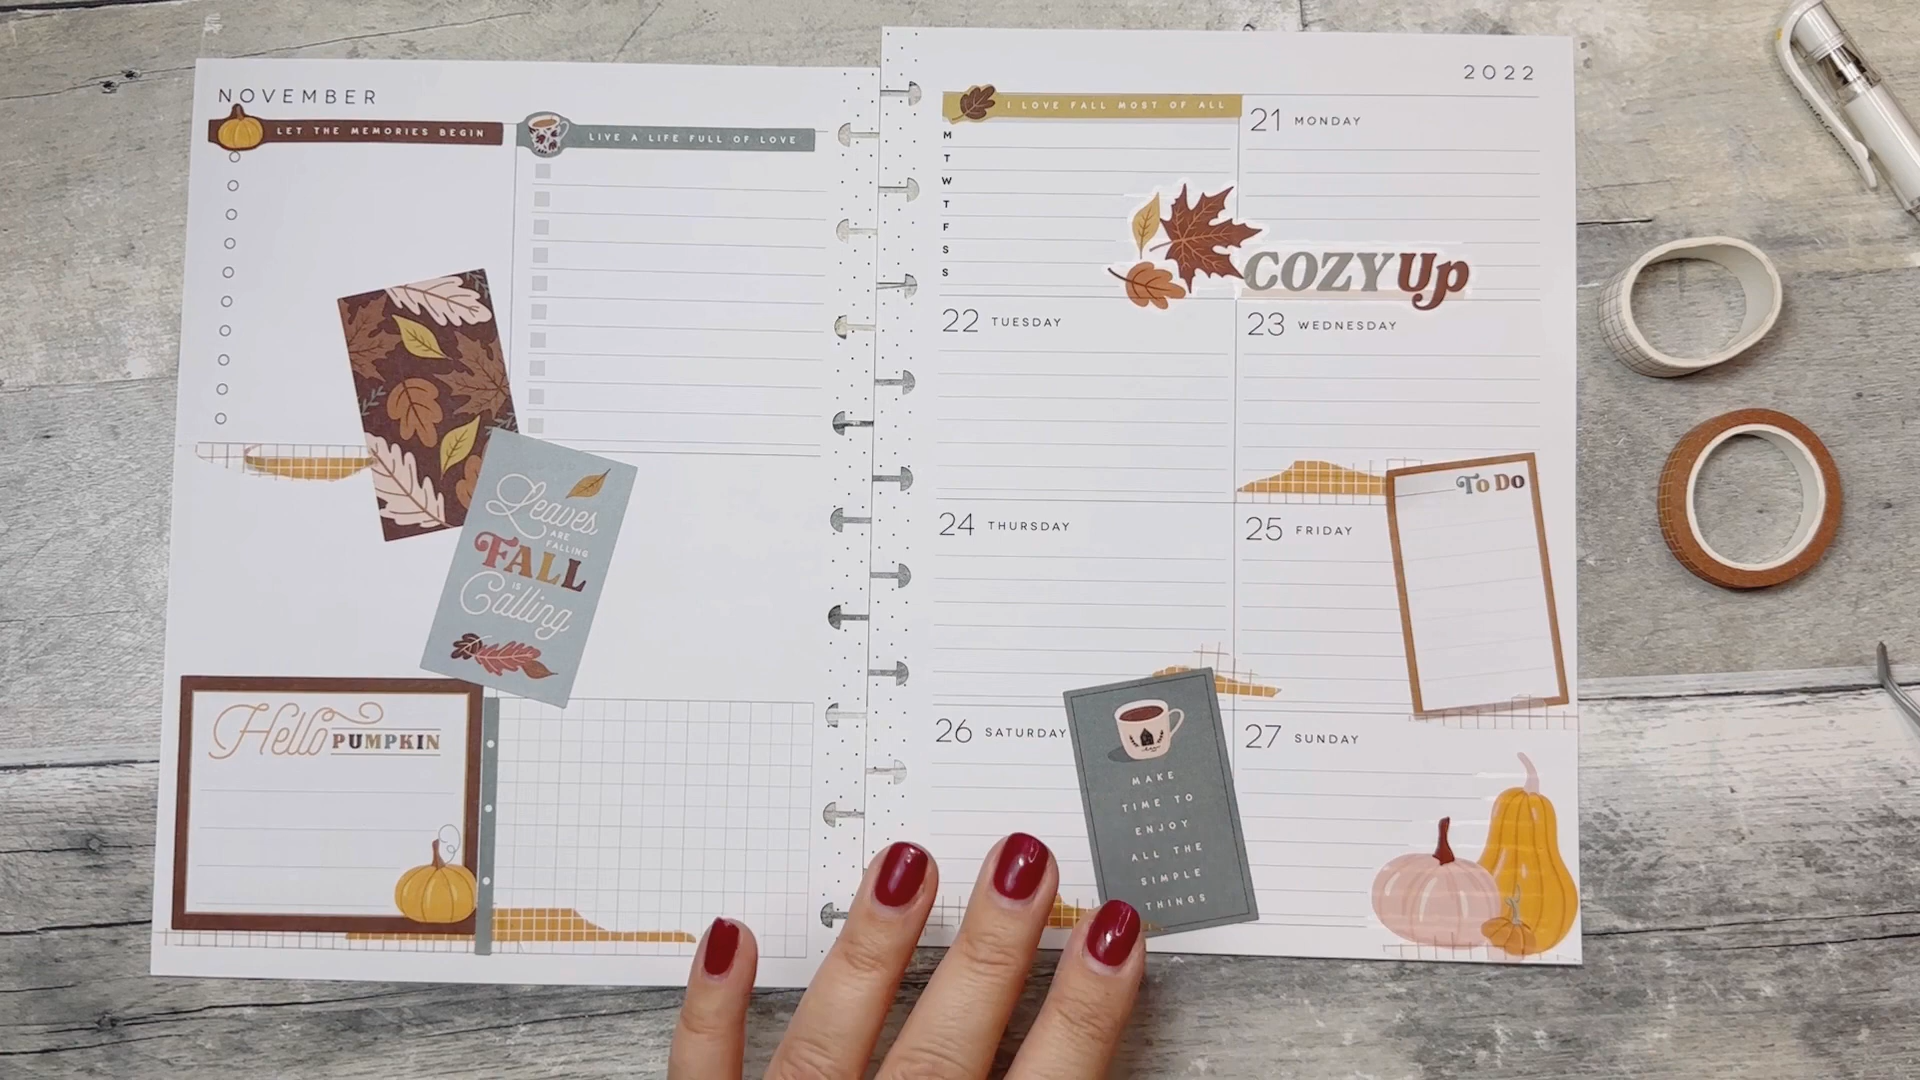 NOVEMBER
LET THE MEMORIES BEGIN
LIVE A LIFE FULL OF LOVE
Leaves
ARE
FALLING
FALL
IS
Calling
Hello
PUMPKIN
2022
I LOVE FALL MOST OF ALL
M
T
W
T
F
S
S
21 MONDAY
COZY Up
22 TUESDAY
23 WEDNESDAY
To Do
24 THURSDAY
25 FRIDAY
26 SATURDAY
27 SUNDAY
MAKE
TIME TO
ENJOY
ALL THE
SIMPLE
THINGS